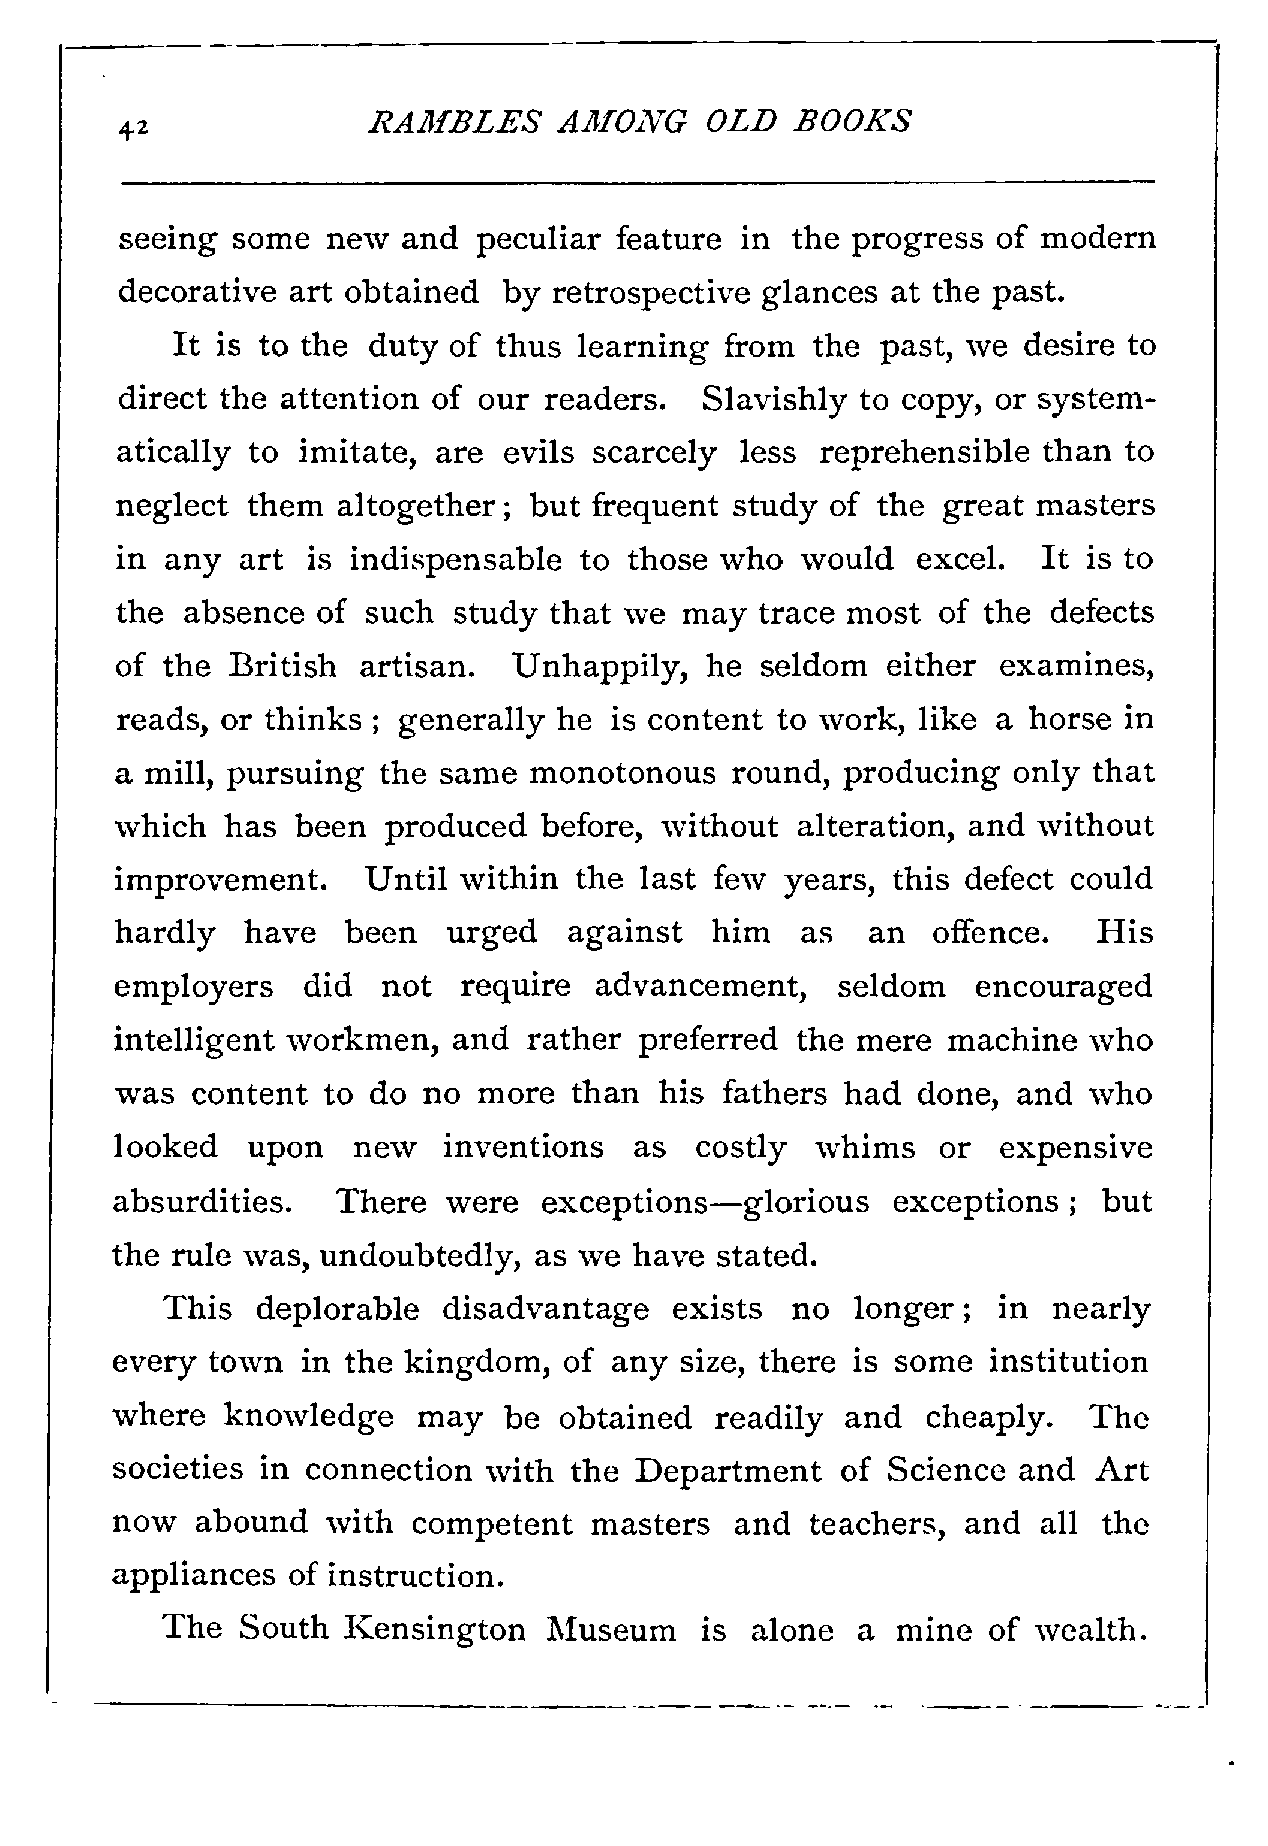 42 RAMBLES AMONG OLD BOOKS
seeing some new and peculiar feature in the progress of modern
decorative art obtained by retrospective glances at the past.
It is to the duty of thus learning from the past, we desire to
direct the attention of our readers. Slavishly to copy, or system-
atically to imitate, are evils scarcely less reprehensible than to
neglect them altogether ; but frequent study of the great masters
in any art is indispensable to those who would excel. It is to
the absence of such study that we may trace most of the defects
of the British artisan. Unhappily, he seldom either examines,
reads, or thinks ; generally he is content to work, like a horse in
a mill, pursuing the same monotonous round, producing only that
which has been produced before, without alteration, and without
improvement. Until within the last few years, this defect could
hardly have been urged against him as an offence. His
employers did not require advancement, seldom encouraged
intelligent workmen, and rather preferred the mere machine who
was content to do no more than his fathers had done, and who
looked upon new inventions as costly whims or expensive
absurdities. There were exceptions—glorious exceptions ; but
the rule was, undoubtedly, as we have stated.
This deplorable disadvantage exists no longer ; in nearly
every town in the kingdom, of any size, there is some institution
where knowledge may be obtained readily and cheaply. The
societies in connection with the Department of Science and Art
now abound with competent masters and teachers, and all the
appliances of instruction.
The South Kensington Museum is alone a mine of wealth.